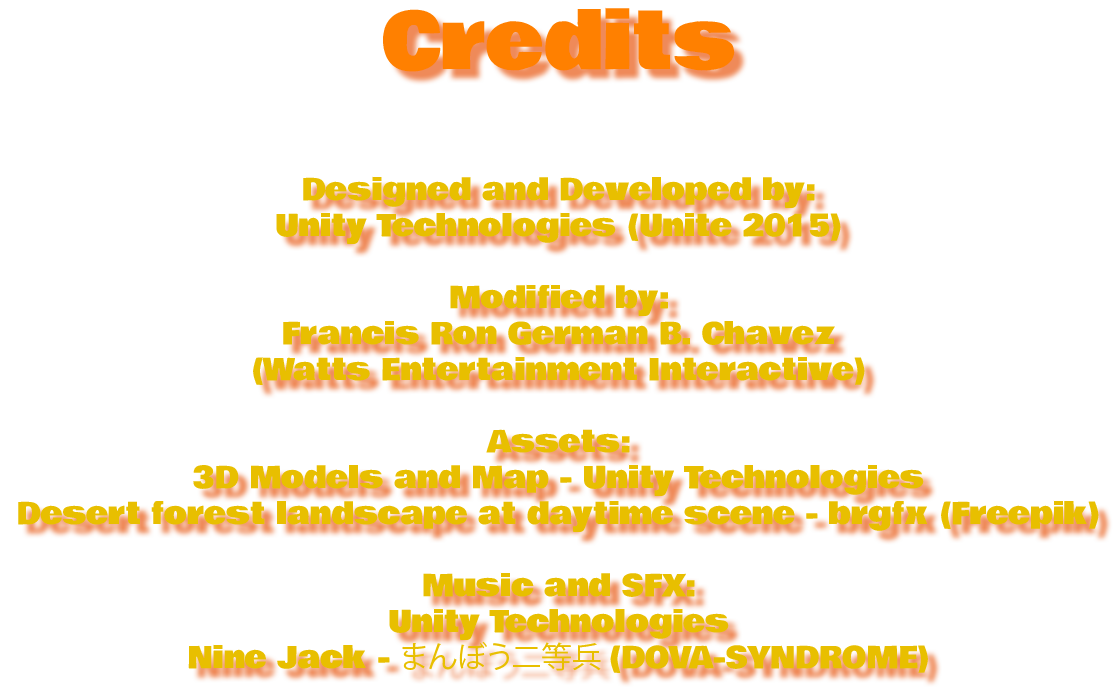 Credits
Designed and Developed by:
Unity Technologies (Unite 2015)
Modified by:
Francis Ron German B. Chavez
(Watts Entertainment Interactive)
Assets:
3D Models and Map - Unity Technologies
Desert forest landscape at daytime scene - brgfx (Freepik)
Music and SFX:
Unity Technologies
Nine Jack - まんぼう二等兵 (DOVA-SYNDROME)